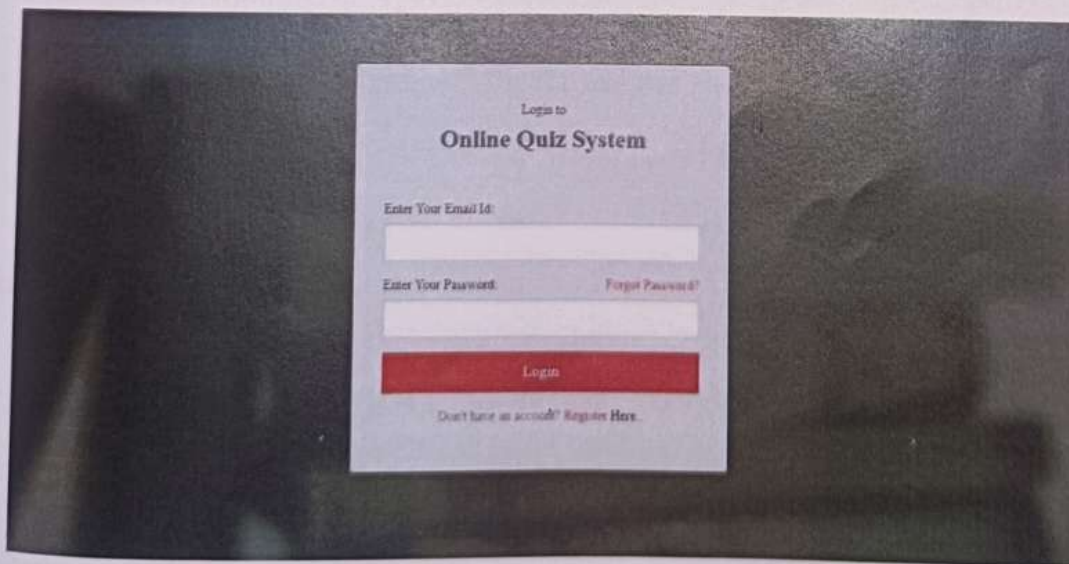 Login to
Online Quiz System
Enter Your Email Id:
Enter Your Password:
Forgot Password?
Login
Don't have an account? Register Here.